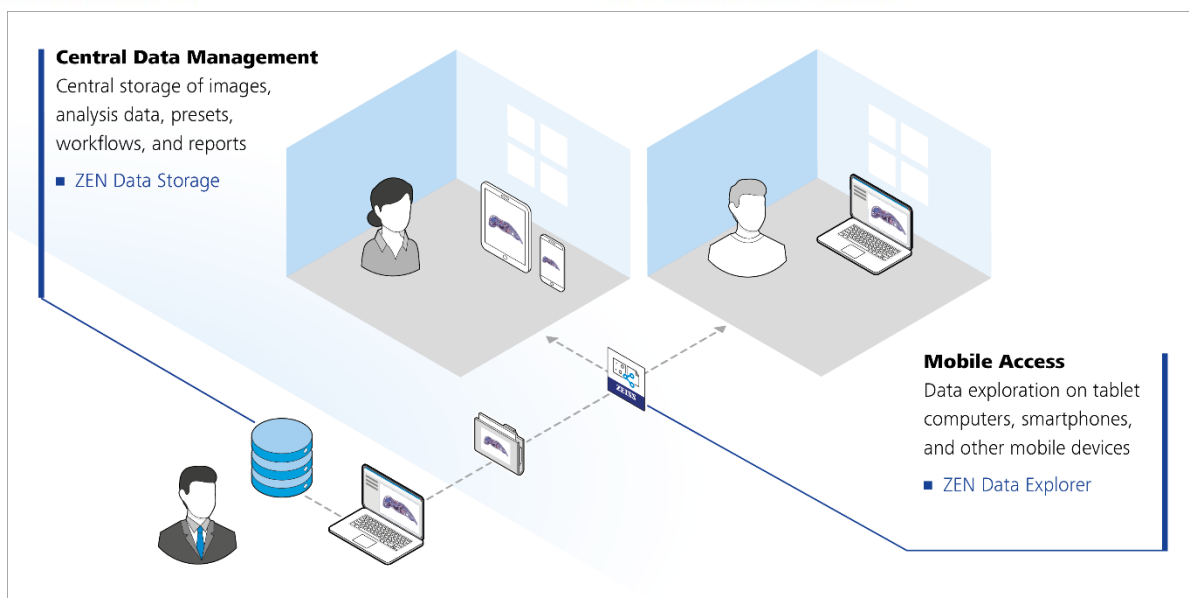 Central Data Management
Central storage of images,
analysis data, presets,
workflows, and reports
ZEN Data Storage
ZEISS
Mobile Access
Data exploration on tablet
computers, smartphones,
and other mobile devices
ZEN Data Explorer